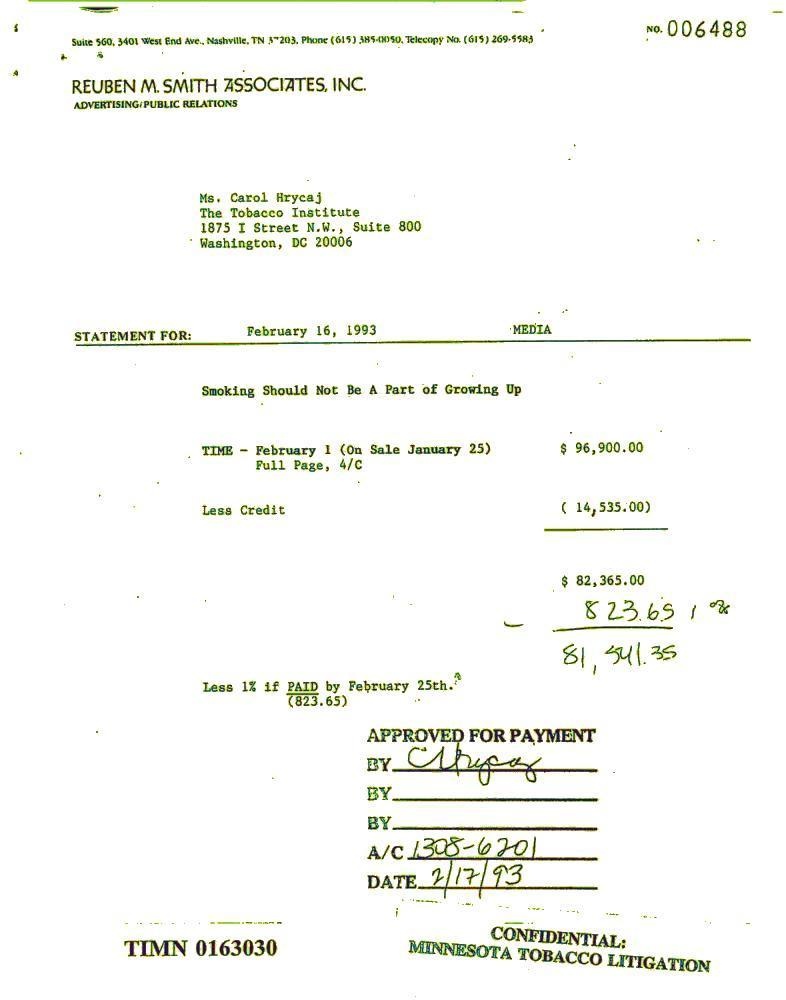 NO. 006488
Suite 560, 3401 West End Ave., Nashville, TN 37203, Phone (615) 385-0050, Telecopy No. (615) 269-5583
REUBEN M. SMITH ASSOCIATES, INC.
ADVERTISING/PUBLIC RELATIONS
Ms. Carol Hrycaj
The Tobacco Institute
1875 I Street N.W., Suite 800
Washington, DC 20006
STATEMENT FOR: February 16, 1993 MEDIA
Smoking Should Not Be A Part of Growing Up
TIME - February 1 (On Sale January 25) $ 96,900.00
Full Page, 4/C
Less Credit ( 14,535.00)
$ 82,365.00
- 823.65 1 %
81,541.35
Less 1% if PAID by February 25th.
(823.65)
APPROVED FOR PAYMENT
BY CHrycaj
BY
BY
A/C 1308-6201
DATE 2/17/93
TIMN 0163030
CONFIDENTIAL:
MINNESOTA TOBACCO LITIGATION